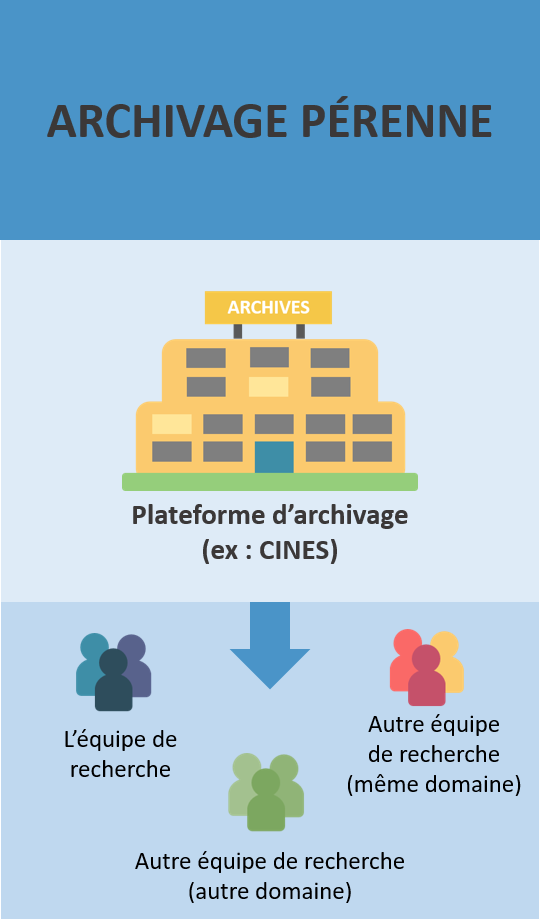 ARCHIVAGE PÉRENNE
ARCHIVES
Plateforme d’archivage
(ex : CINES)
L’équipe de
recherche
Autre équipe
de recherche
(même domaine)
Autre équipe de recherche
(autre domaine)